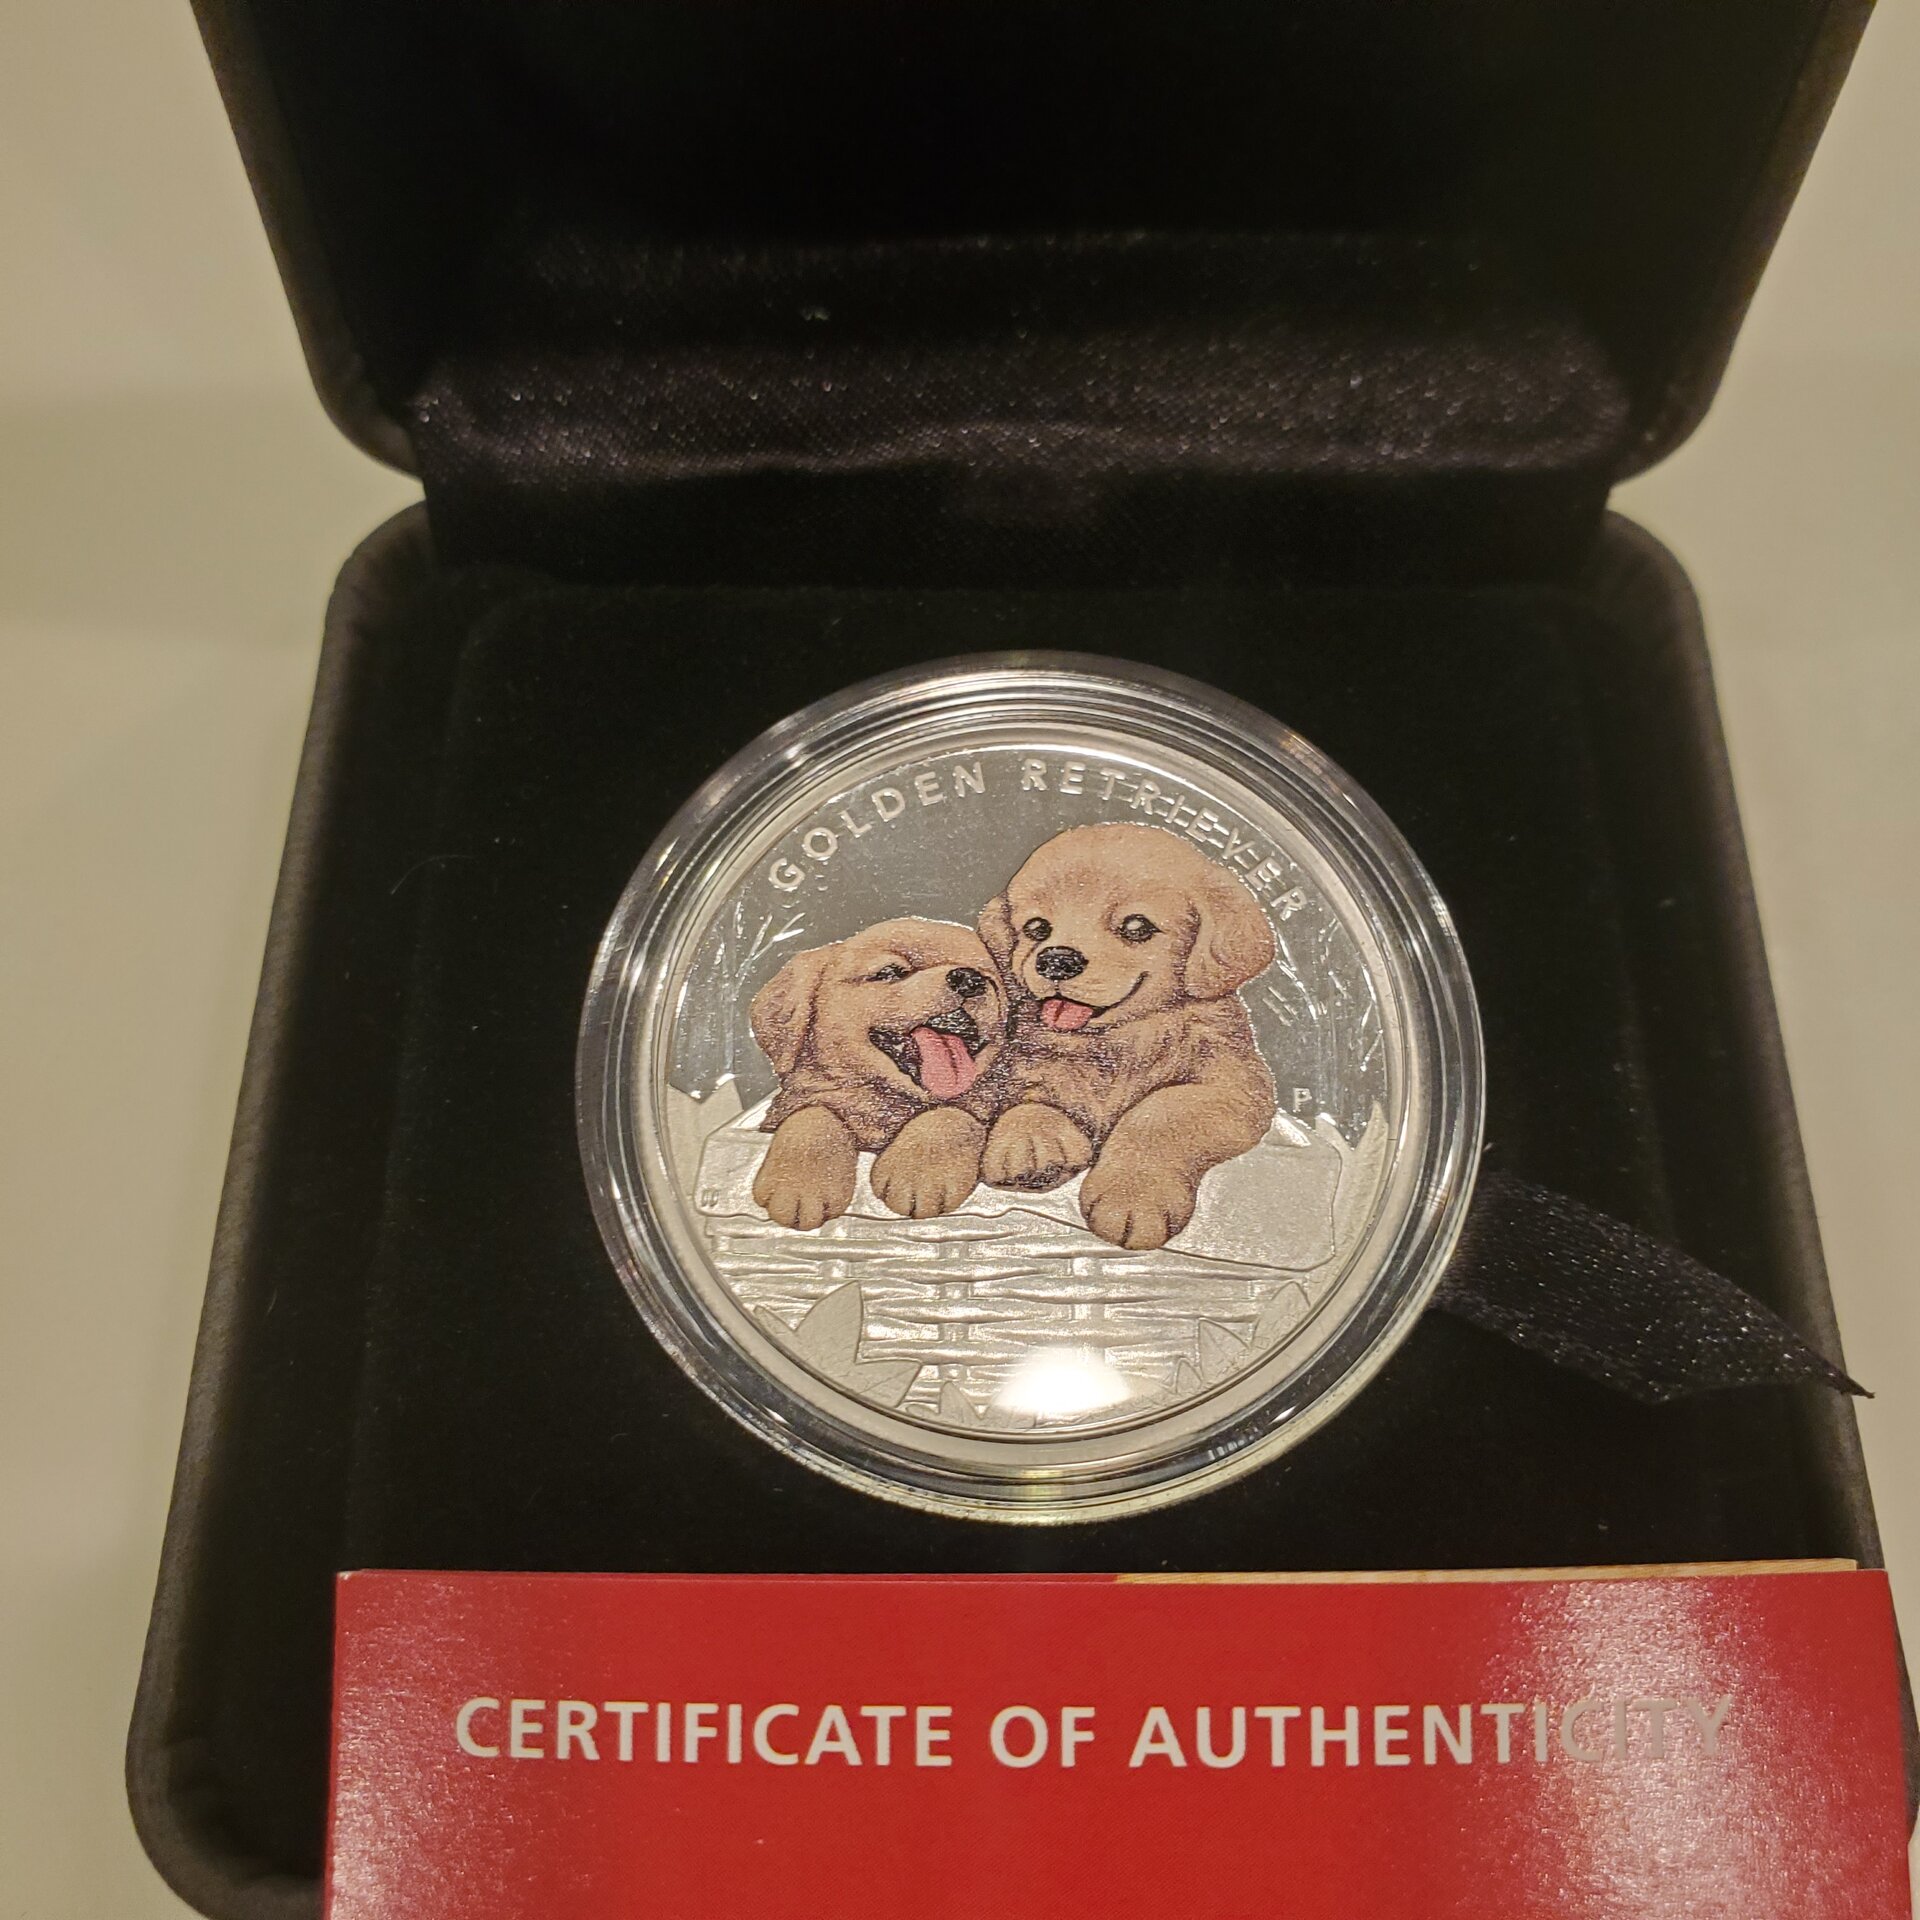 GOLDEN RETRIEVER
P
CERTIFICATE OF AUTHENTICITY